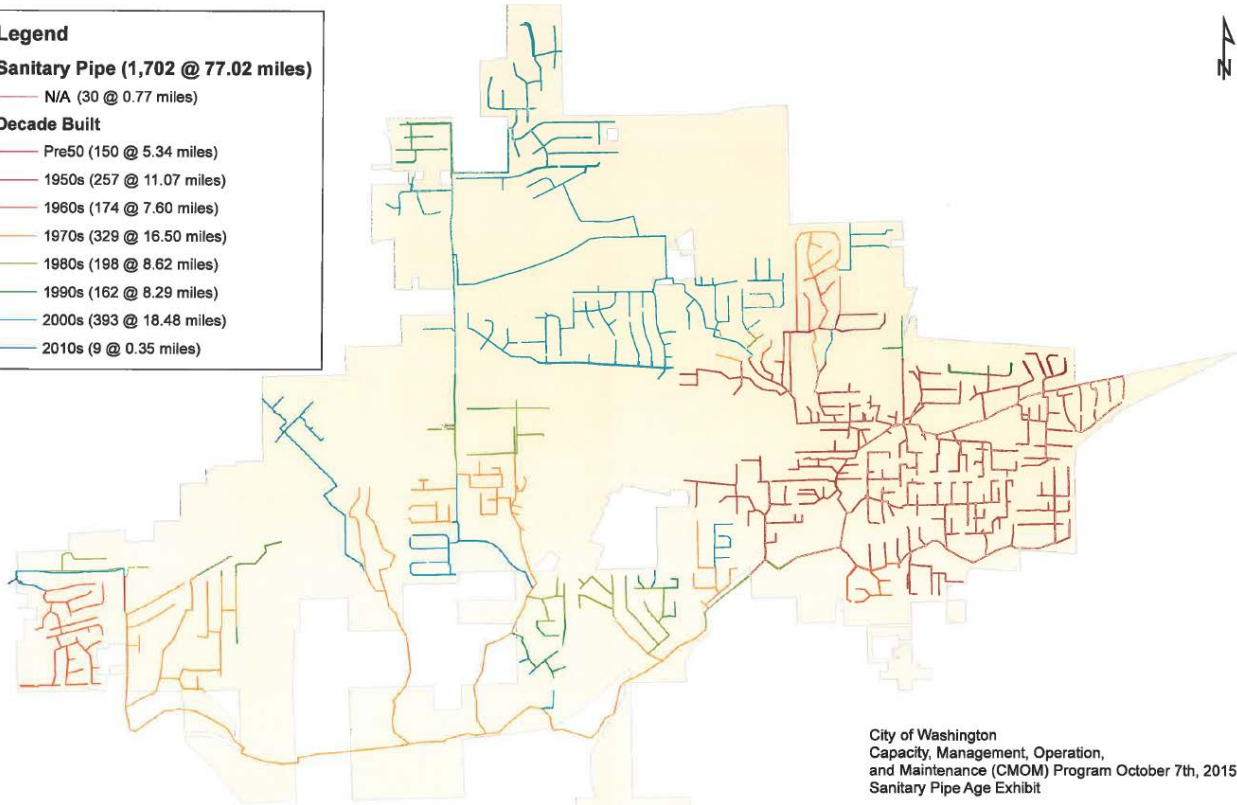 Legend
Sanitary Pipe (1,702 @ 77.02 miles)
N/A (30 @ 0.77 miles)
Decade Built
Pre50 (150 @ 5.34 miles)
1950s (257 @ 11.07 miles)
1960s (174 @ 7.60 miles)
1970s (329 @ 16.50 miles)
1980s (198 @ 8.62 miles)
1990s (162 @ 8.29 miles)
2000s (393 @ 18.48 miles)
2010s (9 @ 0.35 miles)
N
City of Washington
Capacity, Management, Operation,
and Maintenance (CMOM) Program October 7th, 2015
Sanitary Pipe Age Exhibit